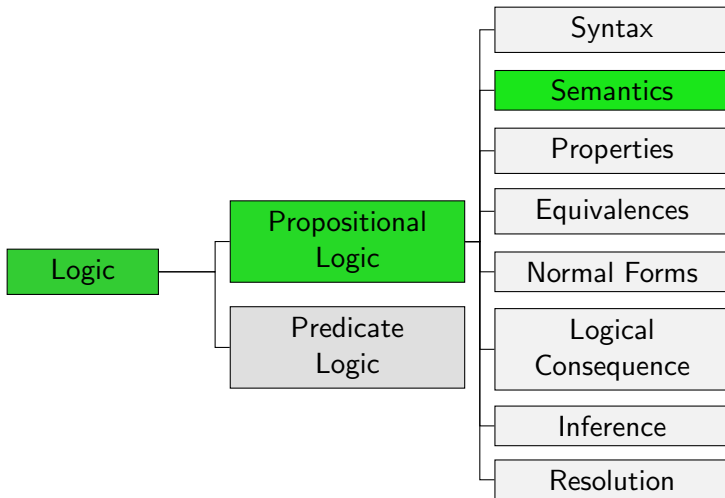 Logic
Propositional
Logic
Predicate
Logic
Syntax
Semantics
Properties
Equivalences
Normal Forms
Logical
Consequence
Inference
Resolution